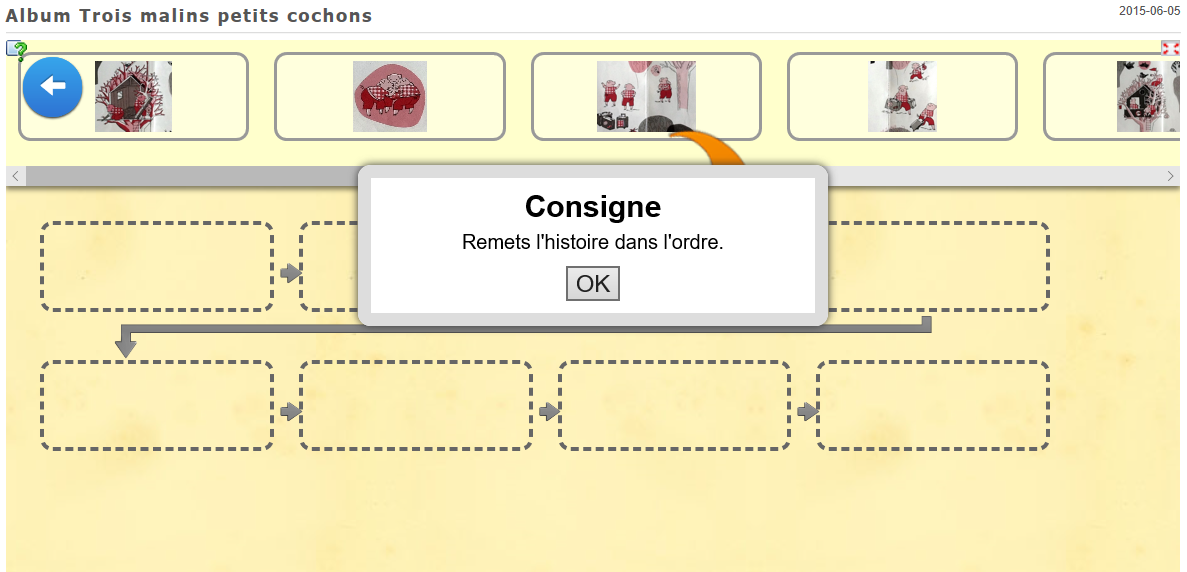 Album Trois malins petits cochons
2015-06-05
Consigne
Remets l'histoire dans l'ordre.
OK